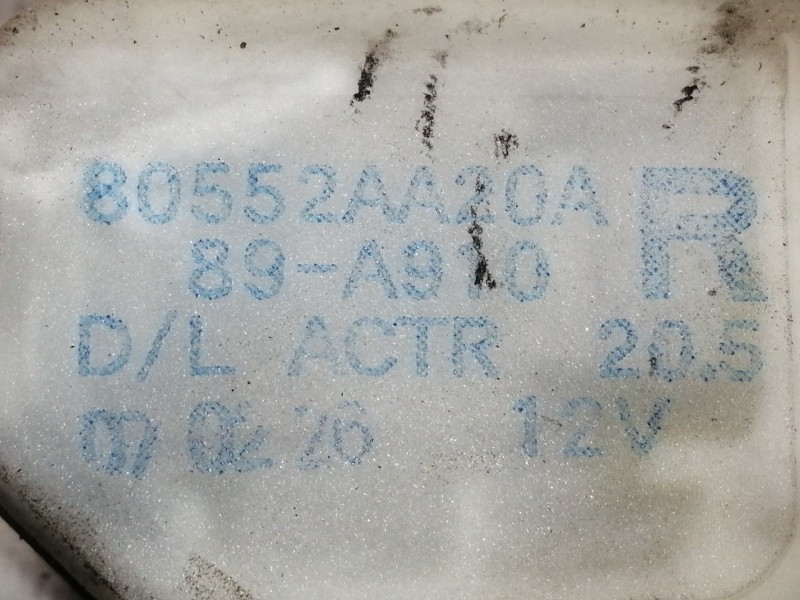 80552AA20A R
89-A910
D/L ACTR 20.5
07 02 26 12V